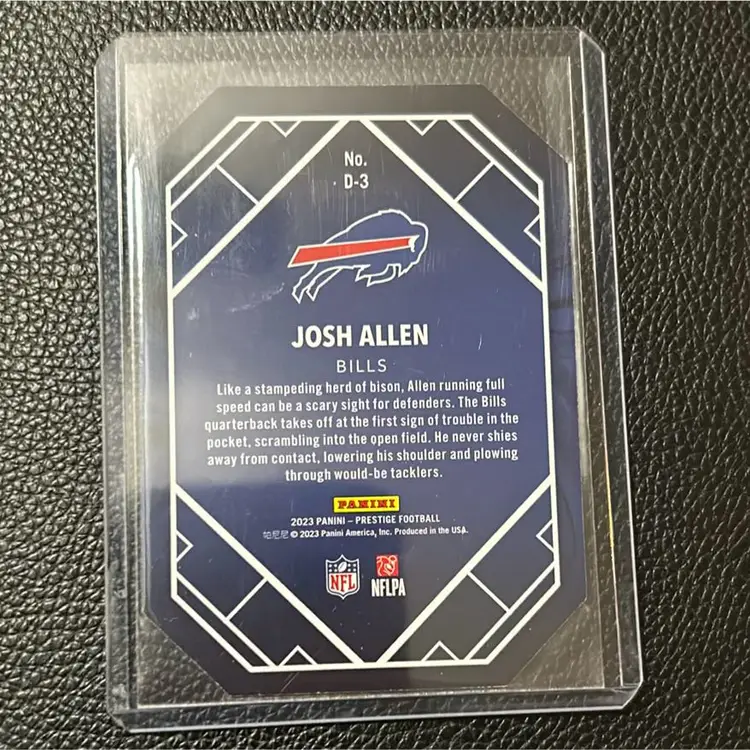 No.
D-3
JOSH ALLEN
BILLS
Like a stampeding herd of bison, Allen running full
speed can be a scary sight for defenders. The Bills
quarterback takes off at the first sign of trouble in the
pocket, scrambling into the open field. He never shies
away from contact, lowering his shoulder and plowing
through would-be tacklers.
PANINI
2023 PANINI – PRESTIGE FOOTBALL
帕尼尼 © 2023 Panini America, Inc. Produced in the USA.
NFL
NFLPA